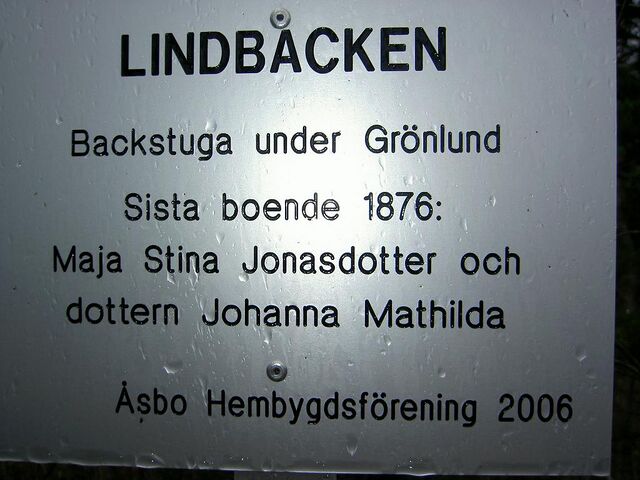 LINDBACKEN
Backstuga under Grönlund
Sista boende 1876:
Maja Stina Jonasdotter och
dottern Johanna Mathilda
Åsbo Hembygdsförening 2006